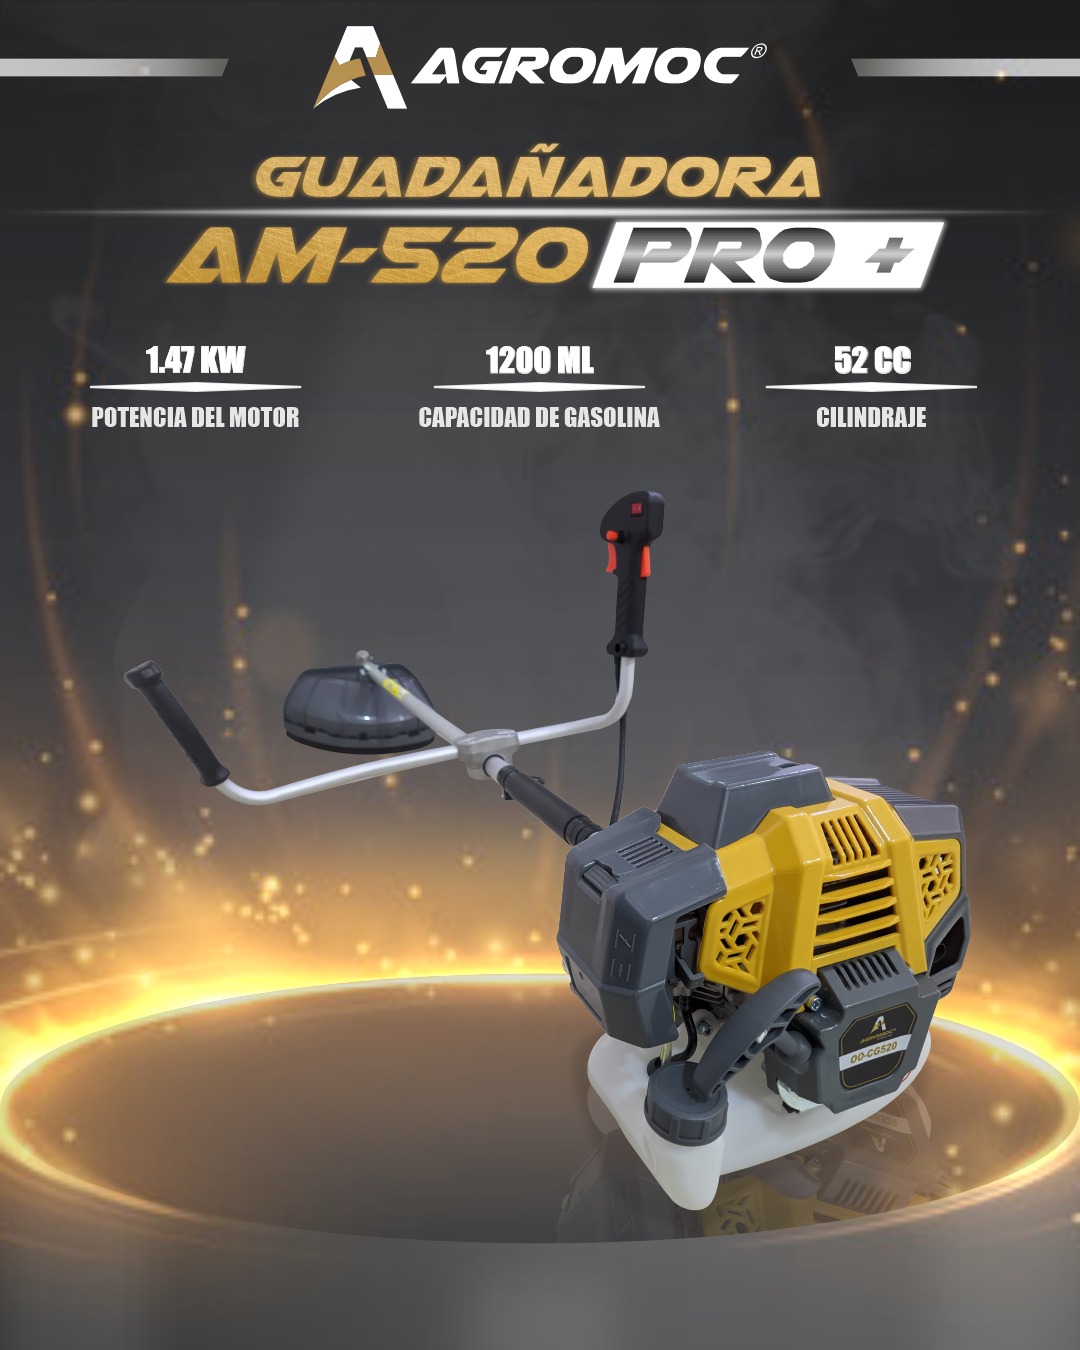 AGROMOC®
GUADAÑADORA
AM-520 PRO +
1.47 KW
POTENCIA DEL MOTOR
1200 ML
CAPACIDAD DE GASOLINA
52 CC
CILINDRAJE
AGROMOC
OO-CG520